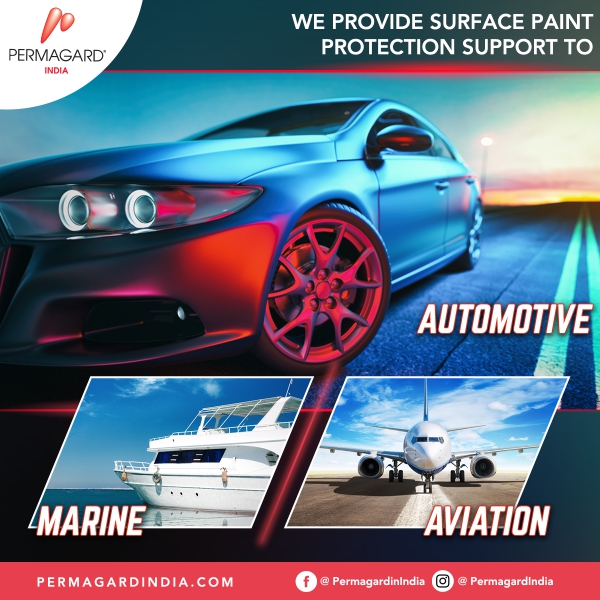 PERMAGARD®
INDIA
WE PROVIDE SURFACE PAINT
PROTECTION SUPPORT TO
AUTOMOTIVE
MARINE
AVIATION
PERMAGARDINDIA.COM
@ PermagardinIndia
@ PermagardIndia